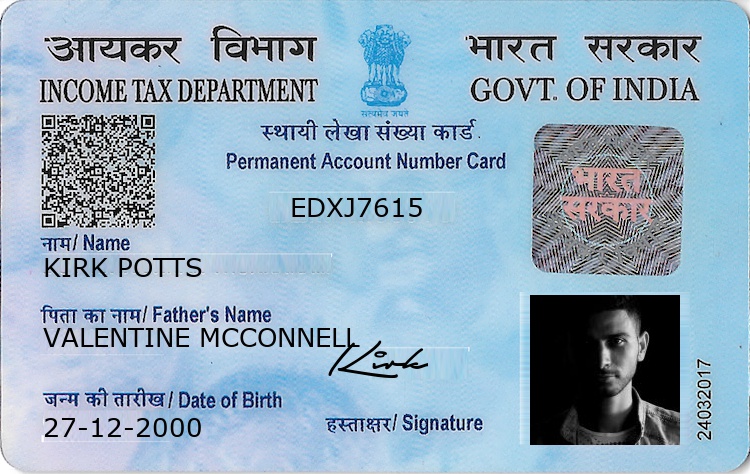 आयकर विभाग
INCOME TAX DEPARTMENT
भारत सरकार
GOVT. OF INDIA
सत्यमेव जयते
स्थायी लेखा संख्या कार्ड
Permanent Account Number Card
EDXJ7615
भारत
सरकार
नाम/ Name
KIRK POTTS
पिता का नाम/ Father's Name
VALENTINE MCCONNELL
Kirk
जन्म की तारीख/ Date of Birth
27-12-2000
हस्ताक्षर/ Signature
24032017